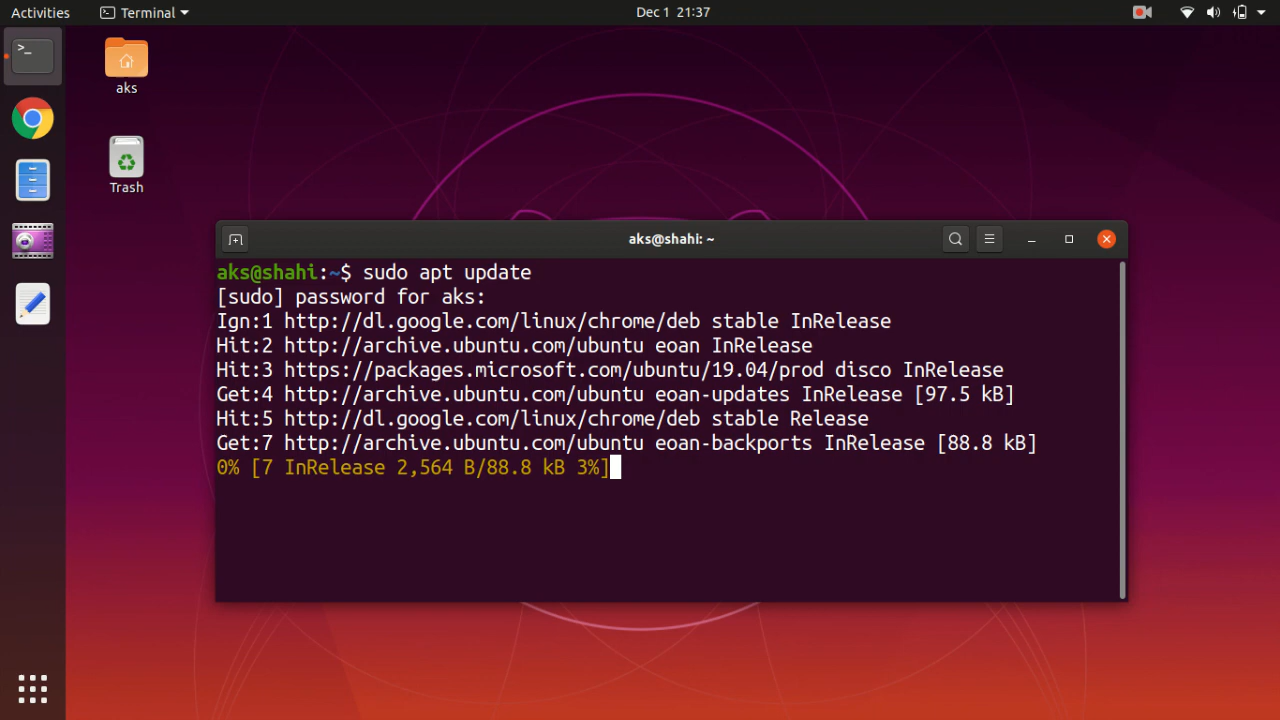 Activities
Terminal
Dec 1 21:37
aks
Trash
aks@shahi: ~
aks@shahi:~$ sudo apt update
[sudo] password for aks:
Ign:1 http://dl.google.com/linux/chrome/deb stable InRelease
Hit:2 http://archive.ubuntu.com/ubuntu eoan InRelease
Hit:3 https://packages.microsoft.com/ubuntu/19.04/prod disco InRelease
Get:4 http://archive.ubuntu.com/ubuntu eoan-updates InRelease [97.5 kB]
Hit:5 http://dl.google.com/linux/chrome/deb stable Release
Get:7 http://archive.ubuntu.com/ubuntu eoan-backports InRelease [88.8 kB]
0% [7 InRelease 2,564 B/88.8 kB 3%]